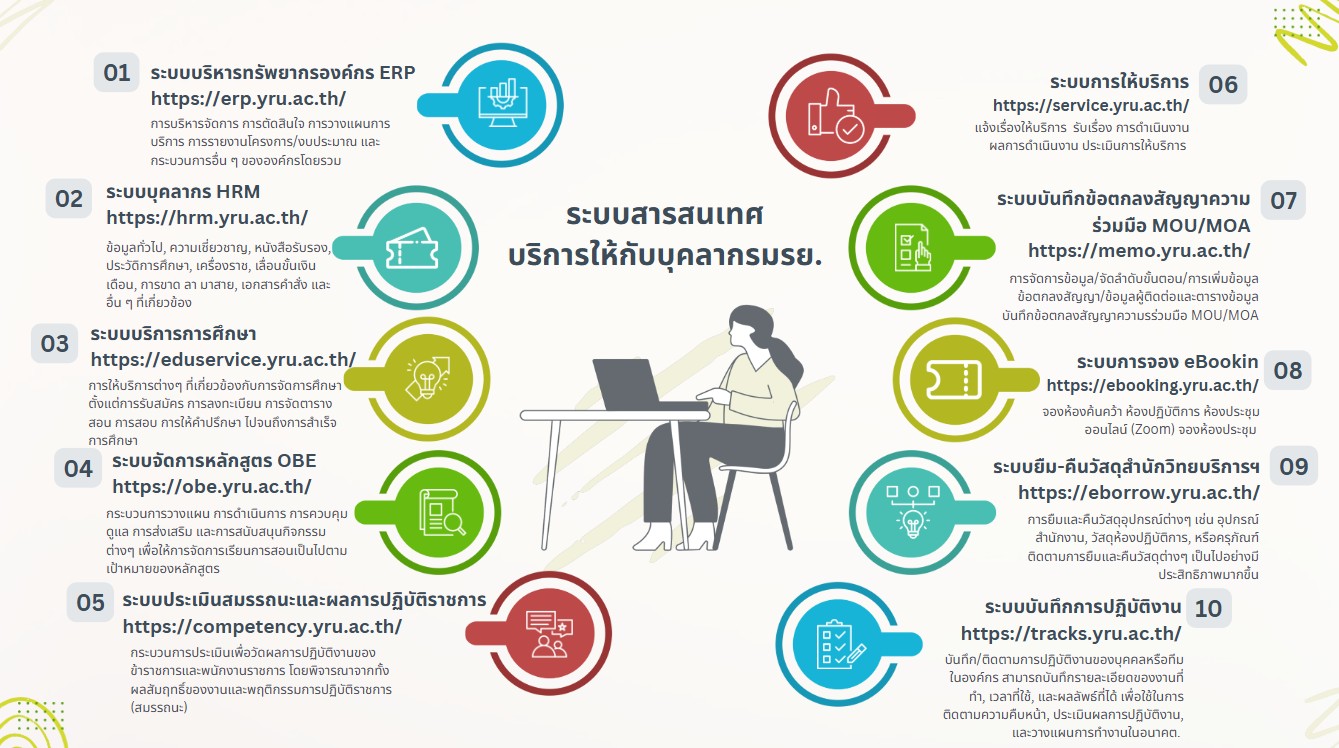 ระบบสารสนเทศ
บริการให้กับบุคลากรมรย.
01
ระบบบริหารทรัพยากรองค์กร ERP
https://erp.yru.ac.th/
การบริหารจัดการ การตัดสินใจ การวางแผนการ
บริการ การรายงานโครงการ/งบประมาณ และ
กระบวนการอื่น ๆ ขององค์กรโดยรวม
02
ระบบบุคลากร HRM
https://hrm.yru.ac.th/
ข้อมูลทั่วไป, ความเชี่ยวชาญ, หนังสือรับรอง,
ประวัติการศึกษา, เครื่องราช, เลื่อนขั้นเงิน
เดือน, การขาด ลา มาสาย, เอกสารคำสั่ง และ
อื่น ๆ ที่เกี่ยวข้อง
03
ระบบบริการการศึกษา
https://eduservice.yru.ac.th/
การให้บริการต่างๆ ที่เกี่ยวข้องกับการจัดการศึกษา
ตั้งแต่การรับสมัคร การลงทะเบียน การจัดตาราง
สอน การสอบ การให้คำปรึกษา ไปจนถึงการสำเร็จ
การศึกษา
04
ระบบจัดการหลักสูตร OBE
https://obe.yru.ac.th/
กระบวนการวางแผน การดำเนินการ การควบคุม
ดูแล การส่งเสริม และการสนับสนุนกิจกรรม
ต่างๆ เพื่อให้การจัดการเรียนการสอนเป็นไปตาม
เป้าหมายของหลักสูตร
05
ระบบประเมินสมรรถนะและผลการปฏิบัติราชการ
https://competency.yru.ac.th/
กระบวนการประเมินเพื่อวัดผลการปฏิบัติงานของ
ข้าราชการและพนักงานราชการ โดยพิจารณาจากทั้ง
ผลสัมฤทธิ์ของงานและพฤติกรรมการปฏิบัติราชการ
(สมรรถนะ)
06
ระบบการให้บริการ
https://service.yru.ac.th/
แจ้งเรื่องให้บริการ รับเรื่อง การดำเนินงาน
ผลการดำเนินงาน ประเมินการให้บริการ
07
ระบบบันทึกข้อตกลงสัญญาความ
ร่วมมือ MOU/MOA
https://memo.yru.ac.th/
การจัดการข้อมูล/จัดลำดับขั้นตอน/การเพิ่มข้อมูล
ข้อตกลงสัญญา/ข้อมูลผู้ติดต่อและตารางข้อมูล
บันทึกข้อตกลงสัญญาความรร่วมมือ MOU/MOA
08
ระบบการจอง eBookin
https://ebooking.yru.ac.th/
จองห้องค้นคว้า ห้องปฏิบัติการ ห้องประชุม
ออนไลน์ (Zoom) จองห้องประชุม
09
ระบบยืม-คืนวัสดุสำนักวิทยบริการฯ
https://eborrow.yru.ac.th/
การยืมและคืนวัสดุอุปกรณ์ต่างๆ เช่น อุปกรณ์
สำนักงาน, วัสดุห้องปฏิบัติการ, หรือครุภัณฑ์
ติดตามการยืมและคืนวัสดุต่างๆ เป็นไปอย่างมี
ประสิทธิภาพมากขึ้น
10
ระบบบันทึกการปฏิบัติงาน
https://tracks.yru.ac.th/
บันทึก/ติดตามการปฏิบัติงานของบุคคลหรือทีม
ในองค์กร สามารถบันทึกรายละเอียดของงานที่
ทำ, เวลาที่ใช้, และผลลัพธ์ที่ได้ เพื่อใช้ในการ
ติดตามความคืบหน้า, ประเมินผลการปฏิบัติงาน,
และวางแผนการทำงานในอนาคต.